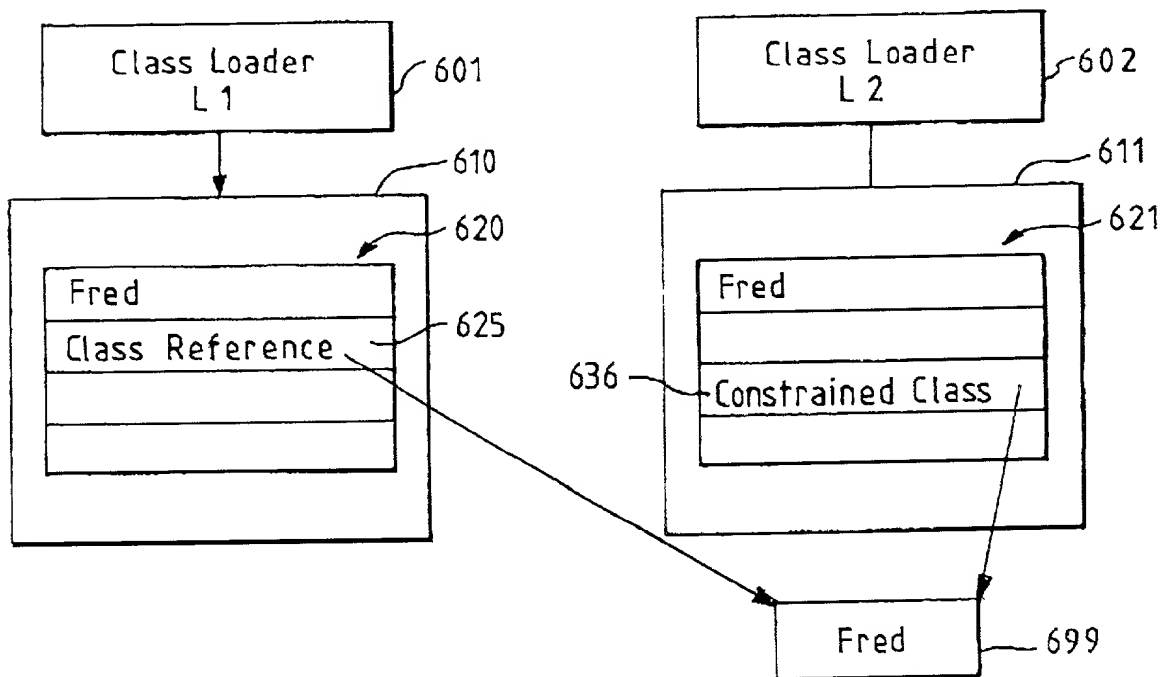 Class Loader
L 1
601
Class Loader
L 2
602
610
611
620
621
Fred
Class Reference
625
Fred
636
Constrained Class
Fred
699